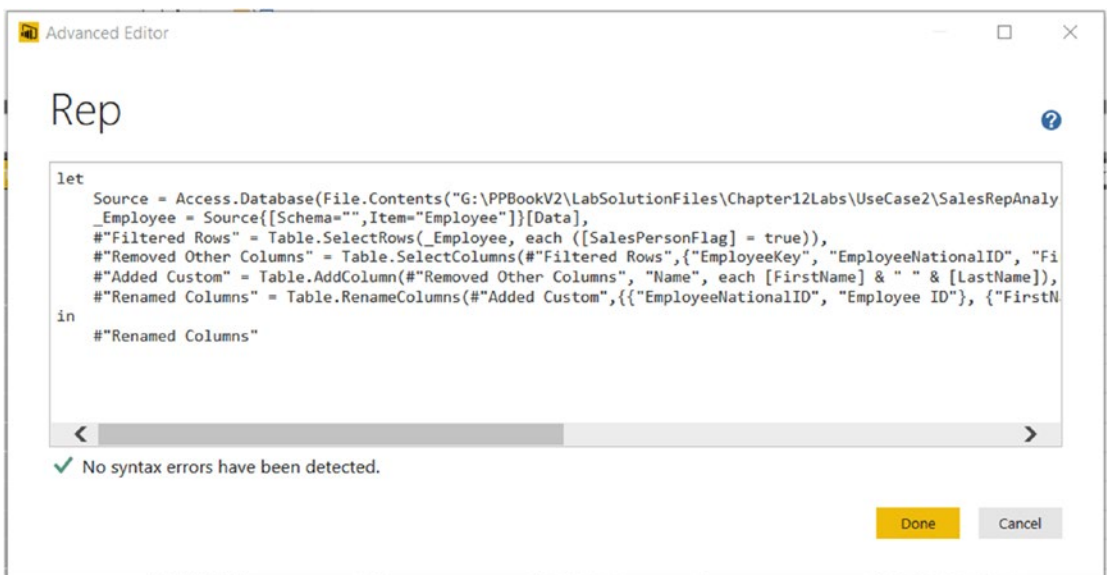 Advanced Editor
Rep
let
Source = Access.Database(File.Contents("G:\PPBookV2\LabSolutionFiles\Chapter12Labs\UseCase2\SalesRepAnaly
_Employee = Source{[Schema="",Item="Employee"]}[Data],
#"Filtered Rows" = Table.SelectRows(_Employee, each ([SalesPersonFlag] = true)),
#"Removed Other Columns" = Table.SelectColumns(#"Filtered Rows",{"EmployeeKey", "EmployeeNationalID", "Fi
#"Added Custom" = Table.AddColumn(#"Removed Other Columns", "Name", each [FirstName] & " " & [LastName]),
#"Renamed Columns" = Table.RenameColumns(#"Added Custom",{{"EmployeeNationalID", "Employee ID"}, {"FirstN
in
#"Renamed Columns"
No syntax errors have been detected.
Done Cancel